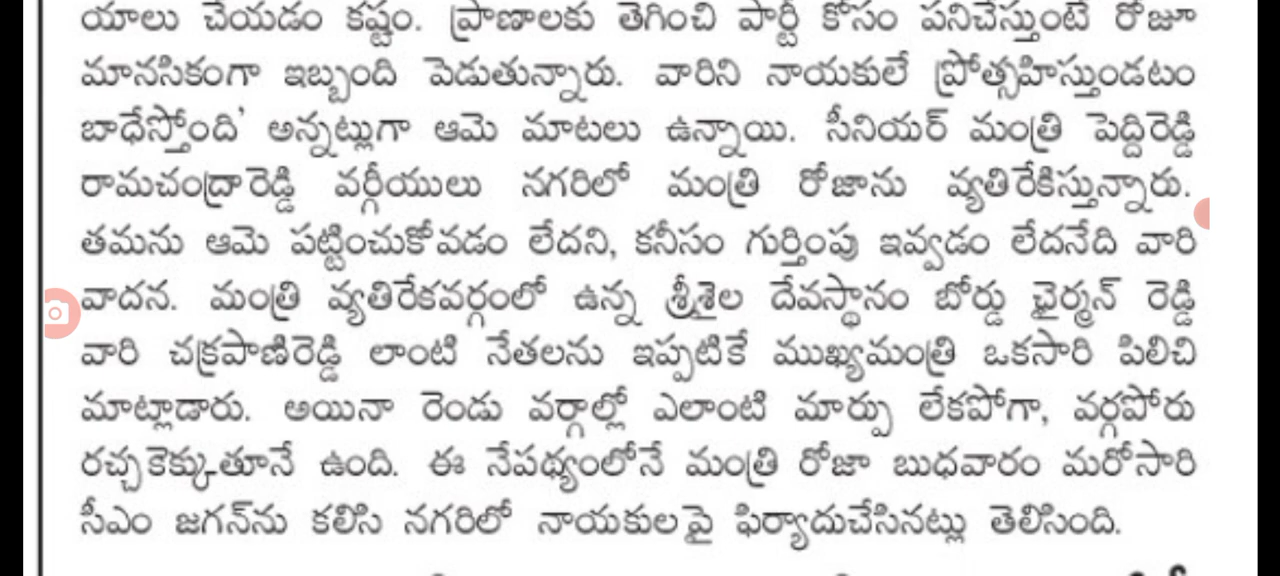 యాలు చేయడం కష్టం. ప్రాణాలకు తెగించి పార్టీ కోసం పనిచేస్తుంటే రోజూ
మానసికంగా ఇబ్బంది పెడుతున్నారు. వారిని నాయకులే ప్రోత్సహిస్తుండటం
బాధేస్తోంది' అన్నట్లుగా ఆమె మాటలు ఉన్నాయి. సీనియర్ మంత్రి పెద్దిరెడ్డి
రామచంద్రారెడ్డి వర్గీయులు నగరిలో మంత్రి రోజాను వ్యతిరేకిస్తున్నారు.
తమను ఆమె పట్టించుకోవడం లేదని, కనీసం గుర్తింపు ఇవ్వడం లేదనేది వారి
వాదన. మంత్రి వ్యతిరేకవర్గంలో ఉన్న శ్రీశైల దేవస్థానం బోర్డు ఛైర్మన్ రెడ్డి
వారి చక్రపాణిరెడ్డి లాంటి నేతలను ఇప్పటికే ముఖ్యమంత్రి ఒకసారి పిలిచి
మాట్లాడారు. అయినా రెండు వర్గాల్లో ఎలాంటి మార్పు లేకపోగా, వర్గపోరు
రచ్చకెక్కుతూనే ఉంది. ఈ నేపథ్యంలోనే మంత్రి రోజా బుధవారం మరోసారి
సీఎం జగన్‌ను కలిసి నగరిలో నాయకులపై ఫిర్యాదుచేసినట్లు తెలిసింది.